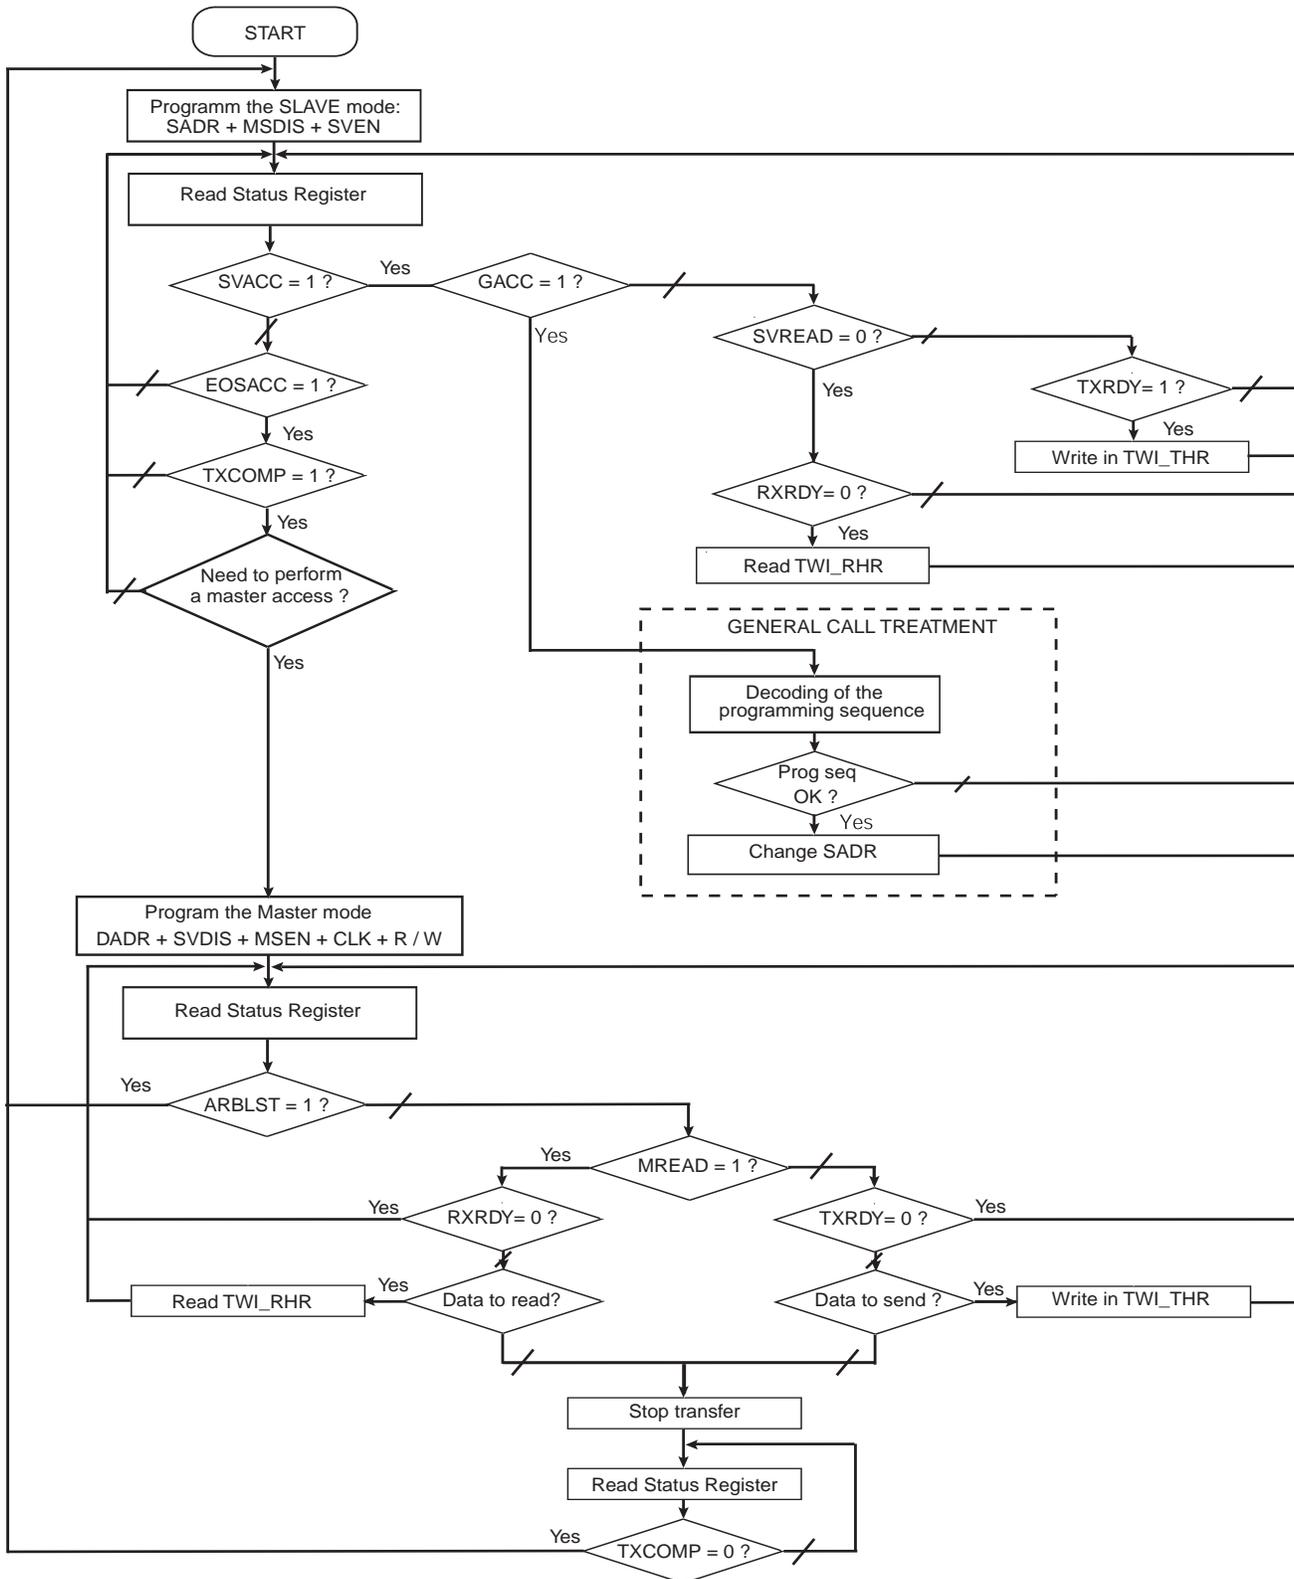 START
Programm the SLAVE mode:
SADR + MSDIS + SVEN
Read Status Register
SVACC = 1 ?
Yes
GACC = 1 ?
Yes
SVREAD = 0 ?
Yes
EOSACC = 1 ?
Yes
TXRDY= 1 ?
Yes
Write in TWI_THR
TXCOMP = 1 ?
Yes
RXRDY= 0 ?
Yes
Read TWI_RHR
Need to perform
a master access ?
Yes
GENERAL CALL TREATMENT
Decoding of the
programming sequence
Prog seq
OK ?
Yes
Change SADR
Program the Master mode
DADR + SVDIS + MSEN + CLK + R / W
Read Status Register
Yes
ARBLST = 1 ?
Yes
MREAD = 1 ?
Yes
RXRDY= 0 ?
TXRDY= 0 ?
Yes
Read TWI_RHR
Yes
Data to read?
Data to send ?
Yes
Write in TWI_THR
Stop transfer
Read Status Register
Yes
TXCOMP = 0 ?